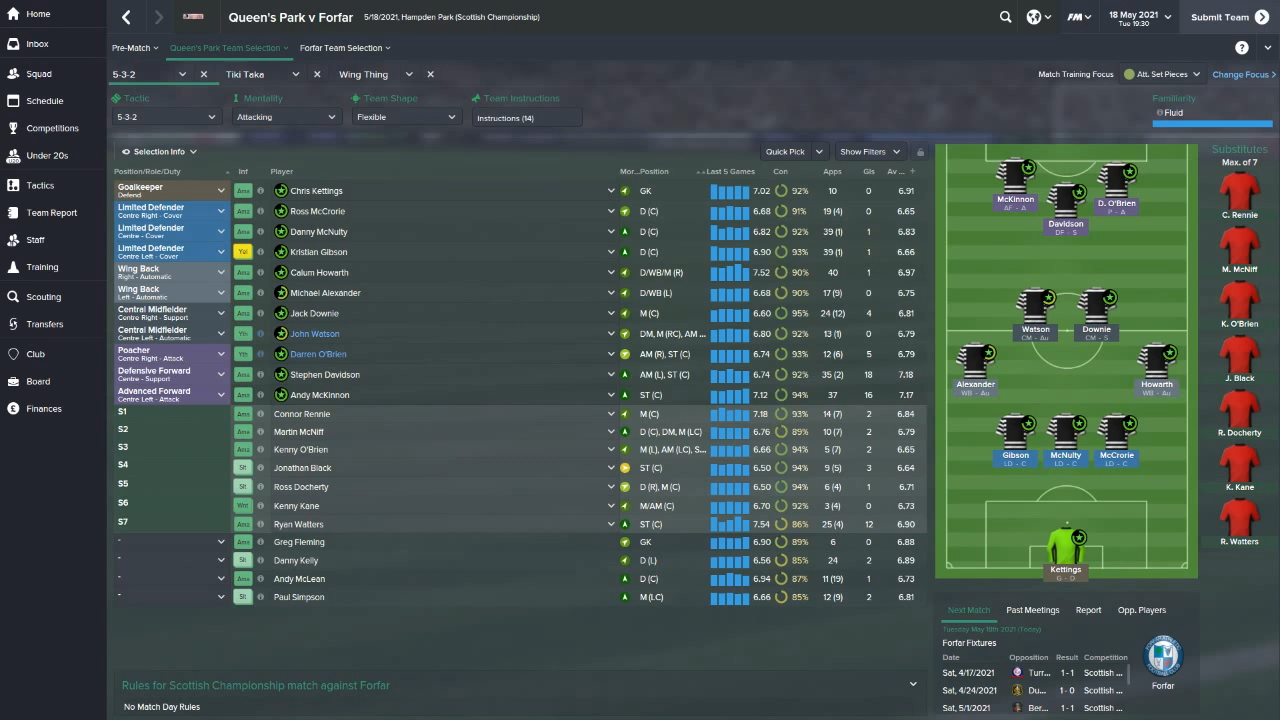 Home
Inbox
Squad
Schedule
Competitions
Under 20s
Tactics
Team Report
Staff
Training
Scouting
Transfers
Club
Board
Finances
Queen's Park v Forfar
5/18/2021, Hampden Park (Scottish Championship)
FM
18 May 2021
Tue 19:30
Submit Team
Pre-Match
Queen's Park Team Selection
Forfar Team Selection
5-3-2
Tiki Taka
Wing Thing
Match Training Focus
Att. Set Pieces
Change Focus >
Tactic
Mentality
Team Shape
Team Instructions
Familiarity
5-3-2
Attacking
Flexible
Instructions (14)
Fluid
Selection Info
Quick Pick
Show Filters
Position/Role/Duty Inf Player Mor... Position Last 5 Games Con Apps Gls Av ...
Goalkeeper Defend Ama Chris Kettings GK 7.02 92% 10 0 6.91
Limited Defender Centre Right - Cover Ama Ross McCrorie D (C) 6.68 91% 19 (4) 0 6.65
Limited Defender Centre - Cover Ama Danny McNulty D (C) 6.82 92% 39 (1) 1 6.83
Limited Defender Centre Left - Cover Yel Kristian Gibson D (C) 6.90 93% 39 (1) 1 6.66
Wing Back Right - Automatic Ama Calum Howarth D/WB/M (R) 7.52 90% 40 1 6.97
Wing Back Left - Automatic Ama Michael Alexander D/WB (L) 6.68 90% 17 (9) 0 6.75
Central Midfielder Centre Right - Support Ama Jack Downie M (C) 6.60 95% 24 (12) 4 6.81
Central Midfielder Centre Left - Automatic Yth John Watson DM, M (RC), AM ... 6.80 92% 13 (1) 0 6.79
Poacher Centre Right - Attack Yth Darren O'Brien AM (R), ST (C) 6.74 93% 12 (6) 5 6.79
Defensive Forward Centre - Support Ama Stephen Davidson AM (L), ST (C) 6.74 92% 35 (2) 18 7.18
Advanced Forward Centre Left - Attack Ama Andy McKinnon ST (C) 7.12 94% 37 16 7.17
S1 Ama Connor Rennie M (C) 7.18 93% 14 (7) 2 6.84
S2 Ama Martin McNiff D (C), DM, M (LC) 6.76 89% 10 (7) 2 6.79
S3 Ama Kenny O'Brien M (L), AM (LC), S... 6.66 94% 5 (7) 2 6.65
S4 Slt Jonathan Black ST (C) 6.50 94% 9 (5) 3 6.64
S5 Slt Ross Docherty D (R), M (C) 6.50 94% 6 (4) 1 6.71
S6 Wnt Kenny Kane M/AM (C) 6.70 92% 3 (4) 0 6.73
S7 Ama Ryan Watters ST (C) 7.54 86% 25 (4) 12 6.90
- Ama Greg Fleming GK 6.90 89% 6 0 6.88
- Slt Danny Kelly D (L) 6.56 85% 24 2 6.89
- Ama Andy McLean D (C) 6.94 87% 11 (19) 1 6.73
- Slt Paul Simpson M (LC) 6.66 85% 12 (9) 2 6.81
Rules for Scottish Championship match against Forfar
No Match Day Rules
McKinnon
AF - A
Davidson
DF - S
D. O'Brien
P - A
Watson
CM - Au
Downie
CM - S
Alexander
WB - Au
Howarth
WB - Au
Gibson
LD - C
McNulty
LD - C
McCrorie
LD - C
Kettings
G - D
Substitutes
Max. of 7
C. Rennie
M. McNiff
K. O'Brien
J. Black
R. Docherty
K. Kane
R. Watters
Next Match
Past Meetings
Report
Opp. Players
Tuesday May 18th 2021 (Today)
Forfar Fixtures
Date Opposition Result Competition
Sat, 4/17/2021 Turr... 1-1 Scottish ...
Sat, 4/24/2021 Du... 1-0 Scottish ...
Sat, 5/1/2021 Ber... 1-1 Scottish ...
Forfar